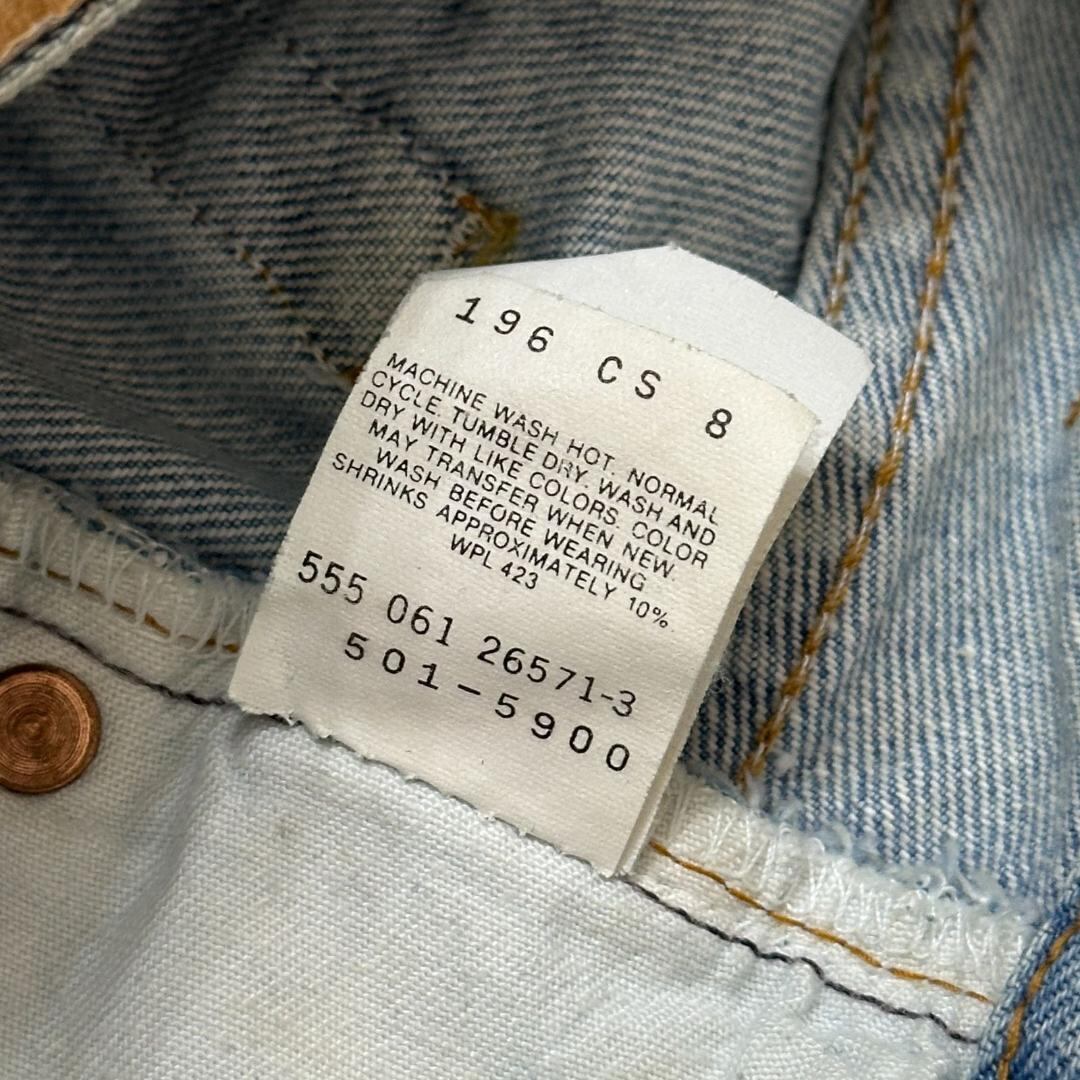 196 CS 8
MACHINE WASH HOT. NORMAL
CYCLE. TUMBLE DRY. WASH AND
DRY WITH LIKE COLORS. COLOR
MAY TRANSFER WHEN NEW.
WASH BEFORE WEARING
SHRINKS APPROXIMATELY 10%.
WPL 423
555 061 26571-3
501-5900